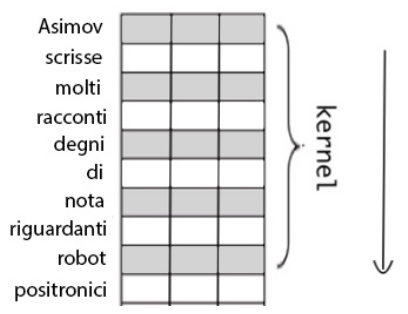 Asimov
scrisse
molti
racconti
degni
di
nota
riguardanti
robot
positronici
kernel